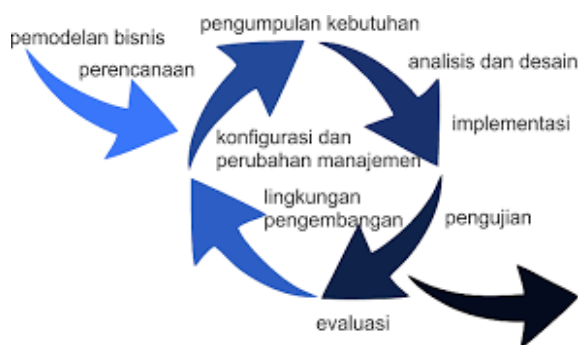 pemodelan bisnis
perencanaan
pengumpulan kebutuhan
analisis dan desain
implementasi
konfigurasi dan
perubahan manajemen
lingkungan
pengembangan
pengujian
evaluasi